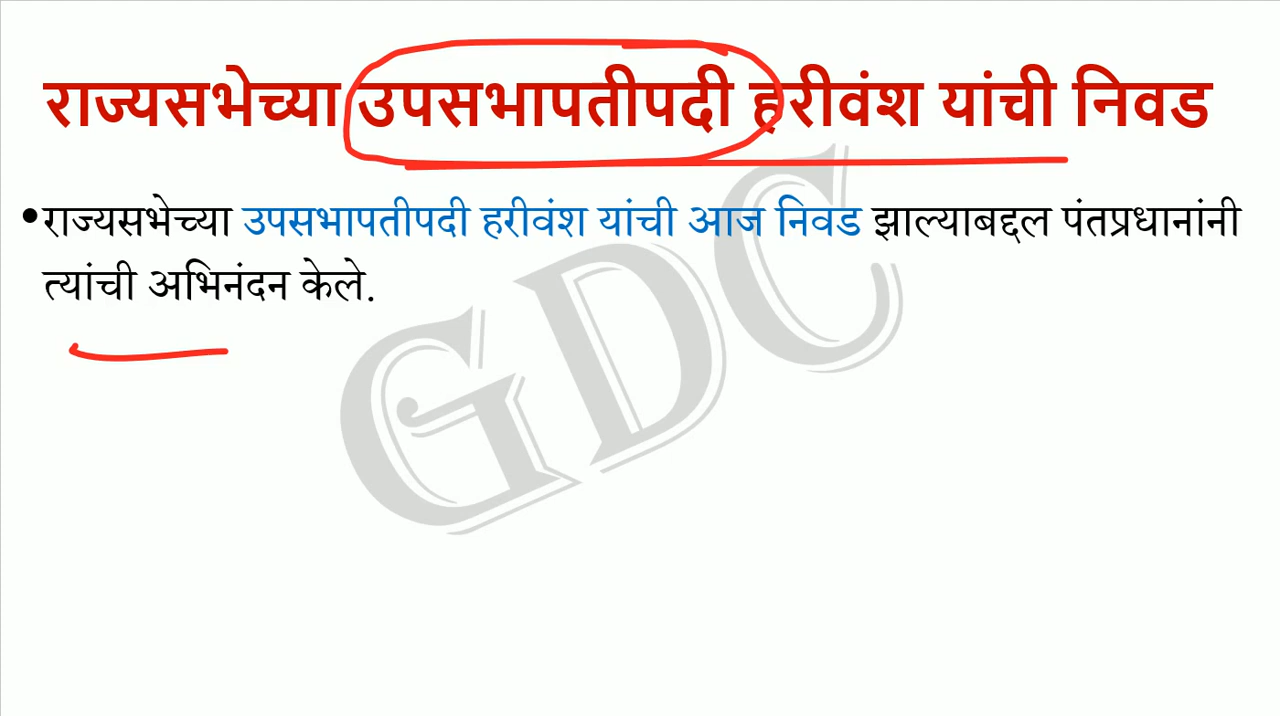 राज्यसभेच्या उपसभापतीपदी हरीवंश यांची निवड
•राज्यसभेच्या उपसभापतीपदी हरीवंश यांची आज निवड झाल्याबद्दल पंतप्रधानांनी
त्यांची अभिनंदन केले.
GDC